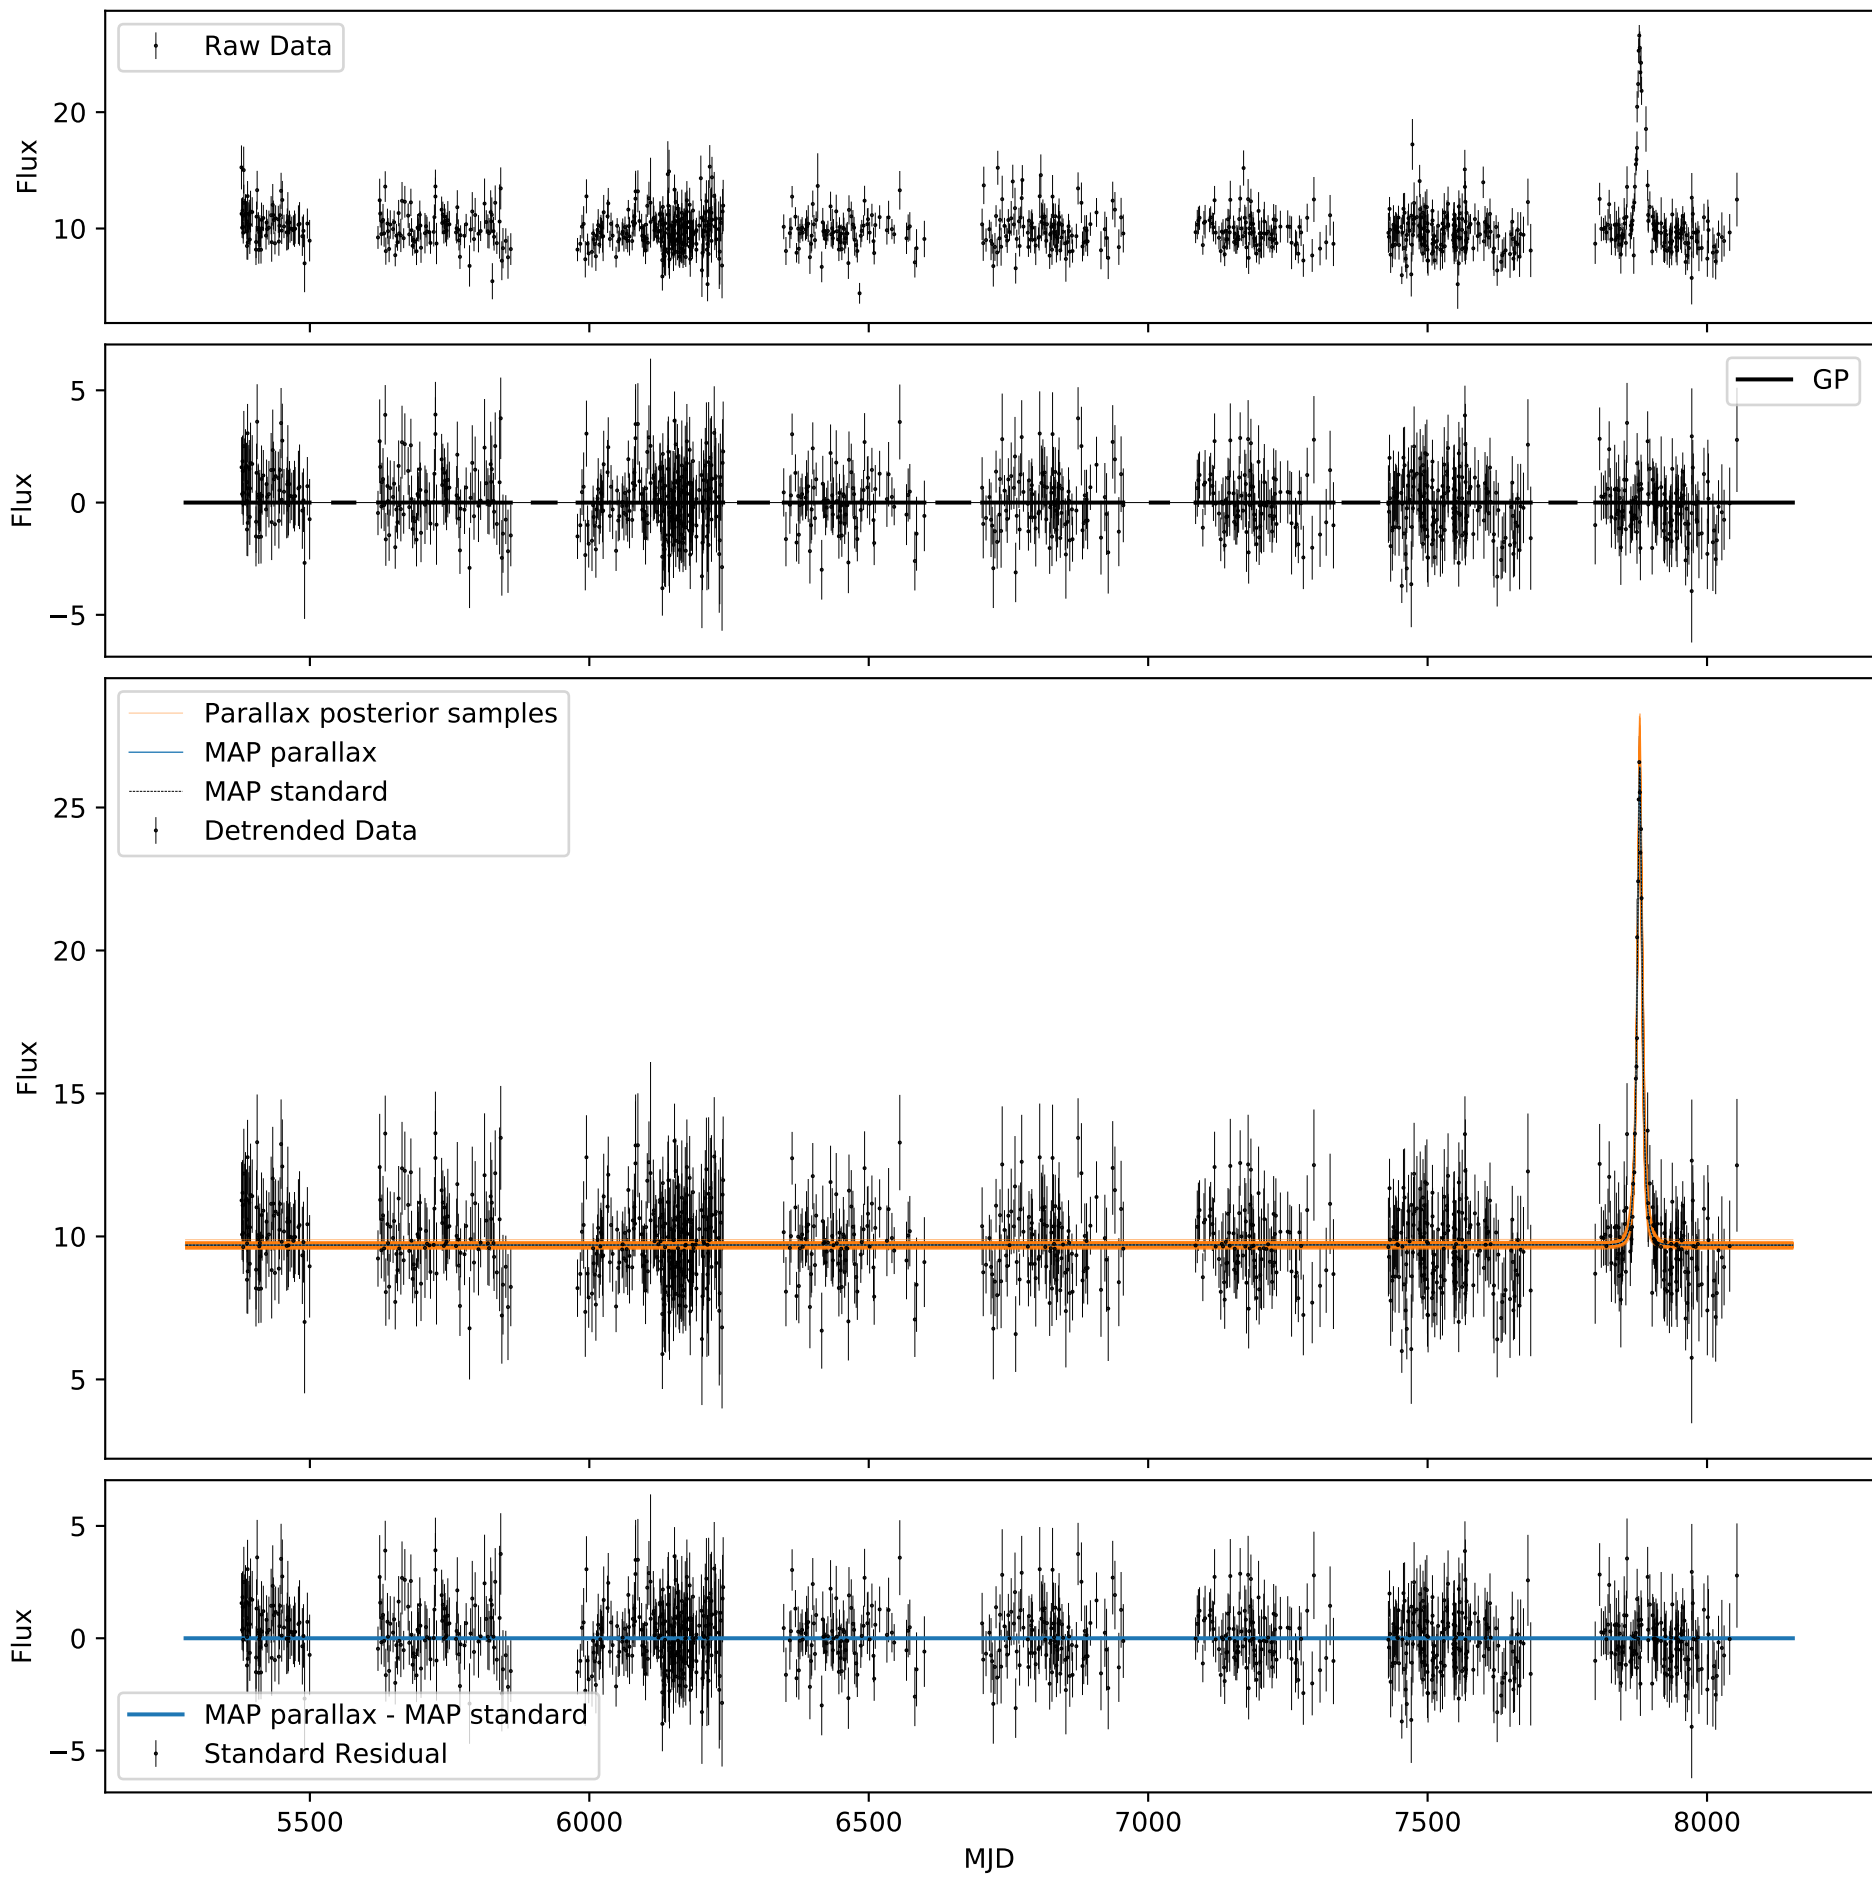 Raw Data
20
10
Flux
GP
5
0
−5
Flux
Parallax posterior samples
MAP parallax
MAP standard
Detrended Data
25
20
15
10
5
Flux
5
0
−5
Flux
MAP parallax - MAP standard
Standard Residual
5500 6000 6500 7000 7500 8000
MJD